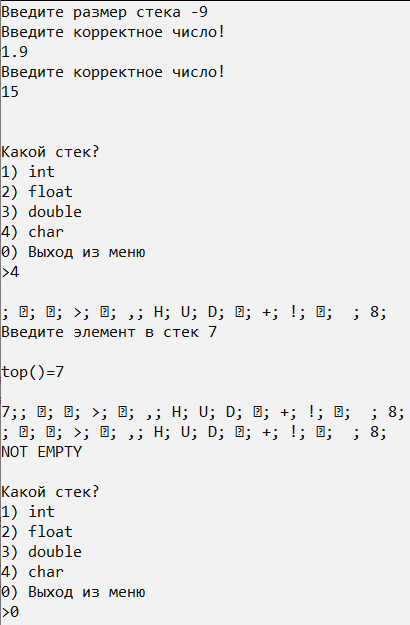 Введите размер стека -9
Введите корректное число!
1.9
Введите корректное число!
15
Какой стек?
1) int
2) float
3) double
4) char
0) Выход из меню
>4
; �; �; >; �; ,; H; U; D; �; +; !; �;  ; 8;
Введите элемент в стек 7
top()=7
7;; �; �; >; �; ,; H; U; D; �; +; !; �;  ; 8;
; �; �; >; �; ,; H; U; D; �; +; !; �;  ; 8;
NOT EMPTY
Какой стек?
1) int
2) float
3) double
4) char
0) Выход из меню
>0